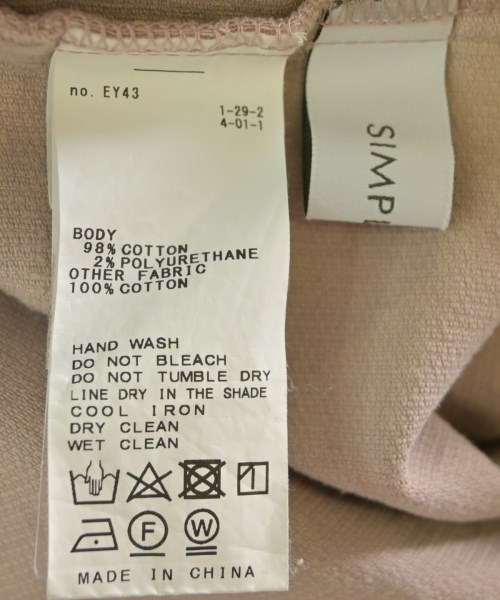 no. EY43
1-29-2
4-01-1
BODY
98% COTTON
2% POLYURETHANE
OTHER FABRIC
100% COTTON
HAND WASH
DO NOT BLEACH
DO NOT TUMBLE DRY
LINE DRY IN THE SHADE
COOL IRON
DRY CLEAN
WET CLEAN
F
W
MADE IN CHINA